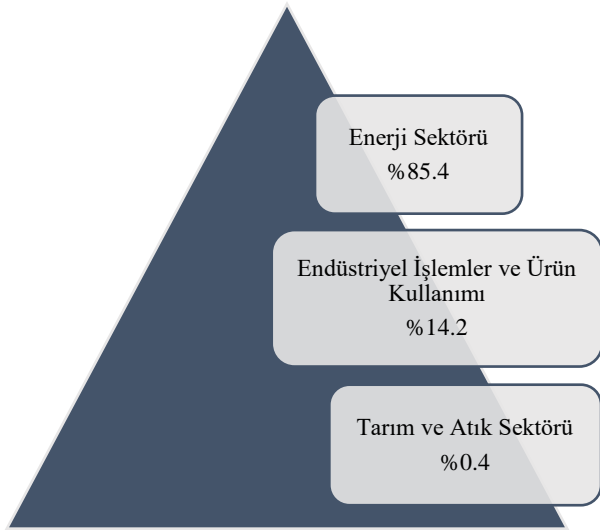 Enerji Sektörü
%85.4
Endüstriyel İşlemler ve Ürün
Kullanımı
%14.2
Tarım ve Atık Sektörü
%0.4